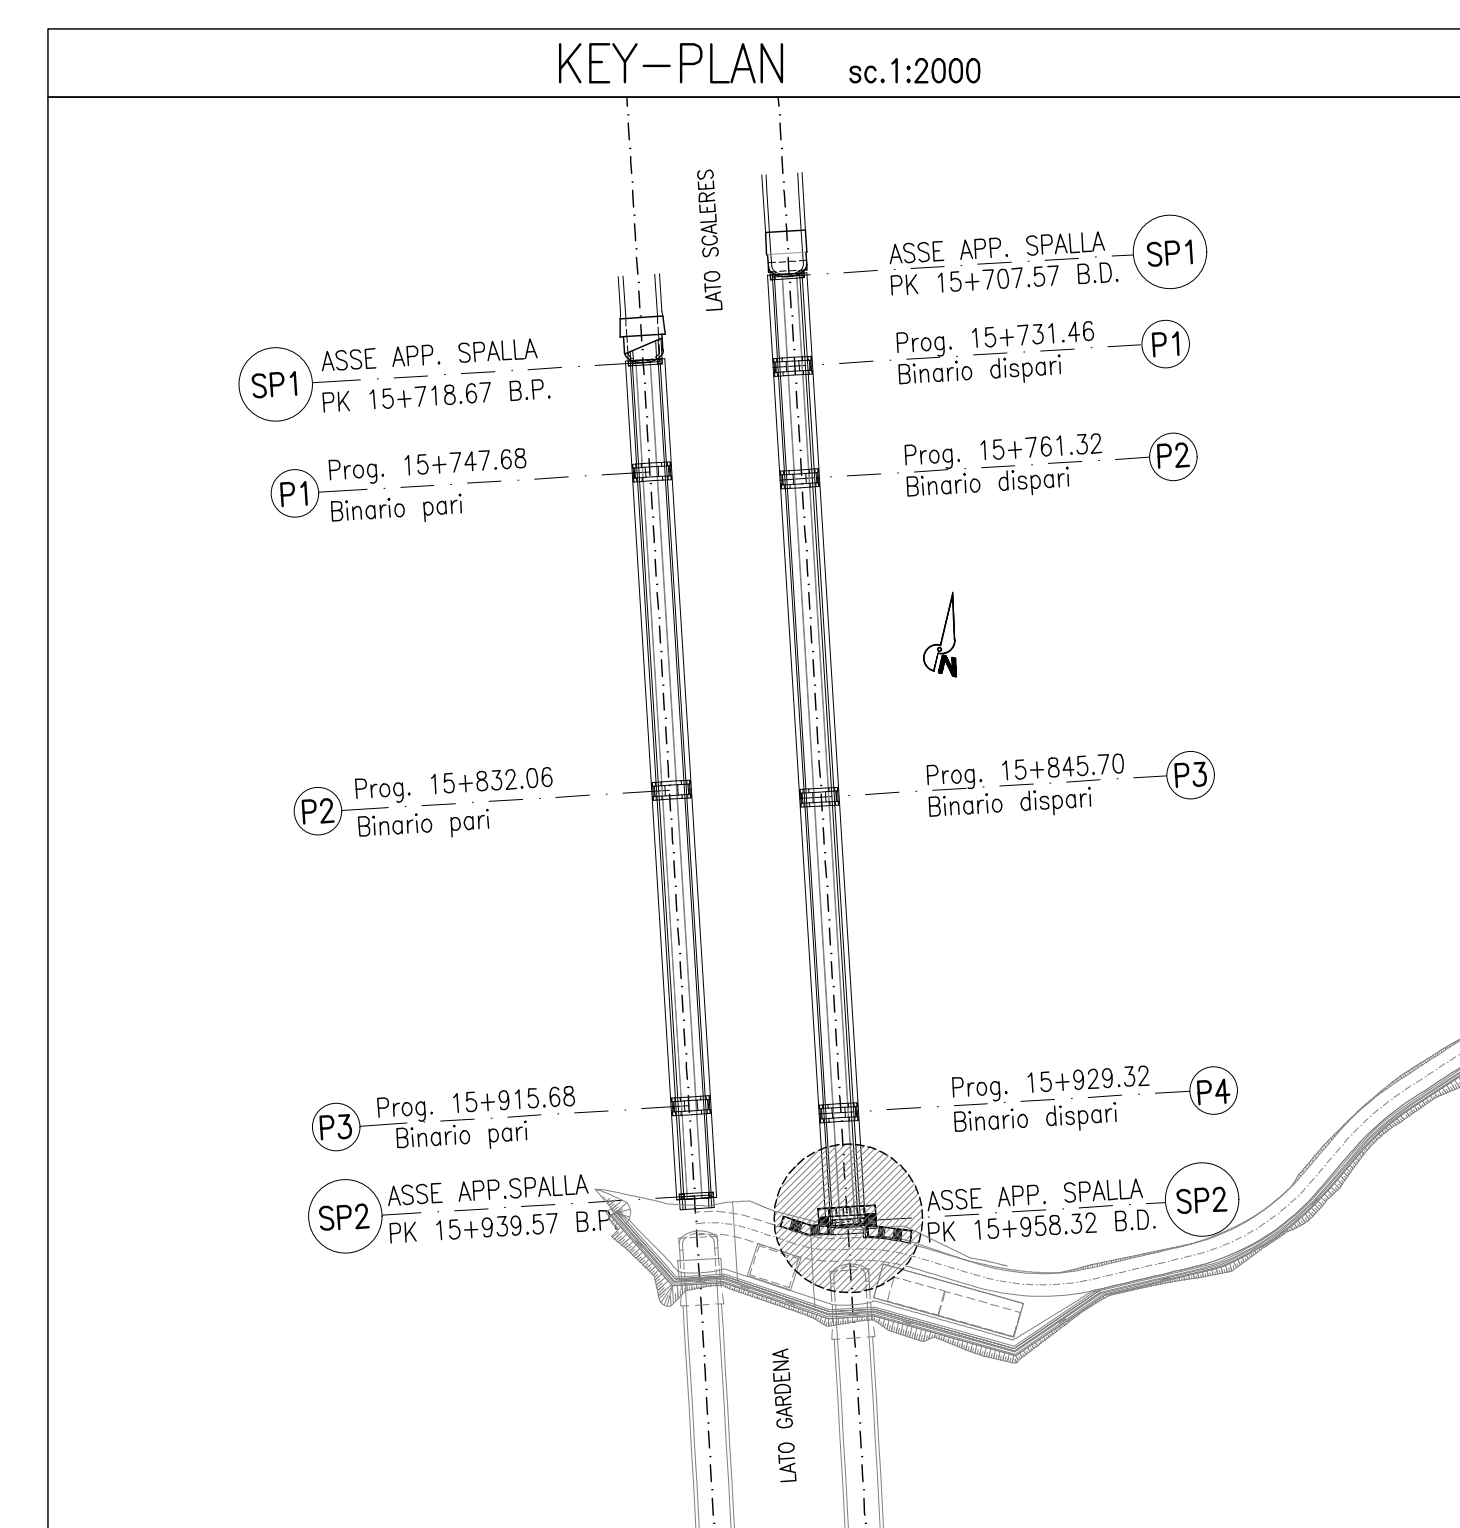 KEY-PLAN sc.1:2000
LATO SCALERES
ASSE APP. SPALLA
PK 15+707.57 B.D.
SP1
Prog. 15+731.46
Binario dispari
P1
SP1
ASSE APP. SPALLA
PK 15+718.67 B.P.
P1
Prog. 15+747.68
Binario pari
Prog. 15+761.32
Binario dispari
P2
N
P2
Prog. 15+832.06
Binario pari
Prog. 15+845.70
Binario dispari
P3
P3
Prog. 15+915.68
Binario pari
Prog. 15+929.32
Binario dispari
P4
SP2
ASSE APP.SPALLA
PK 15+939.57 B.P
ASSE APP. SPALLA
PK 15+958.32 B.D.
SP2
LATO GARDENA